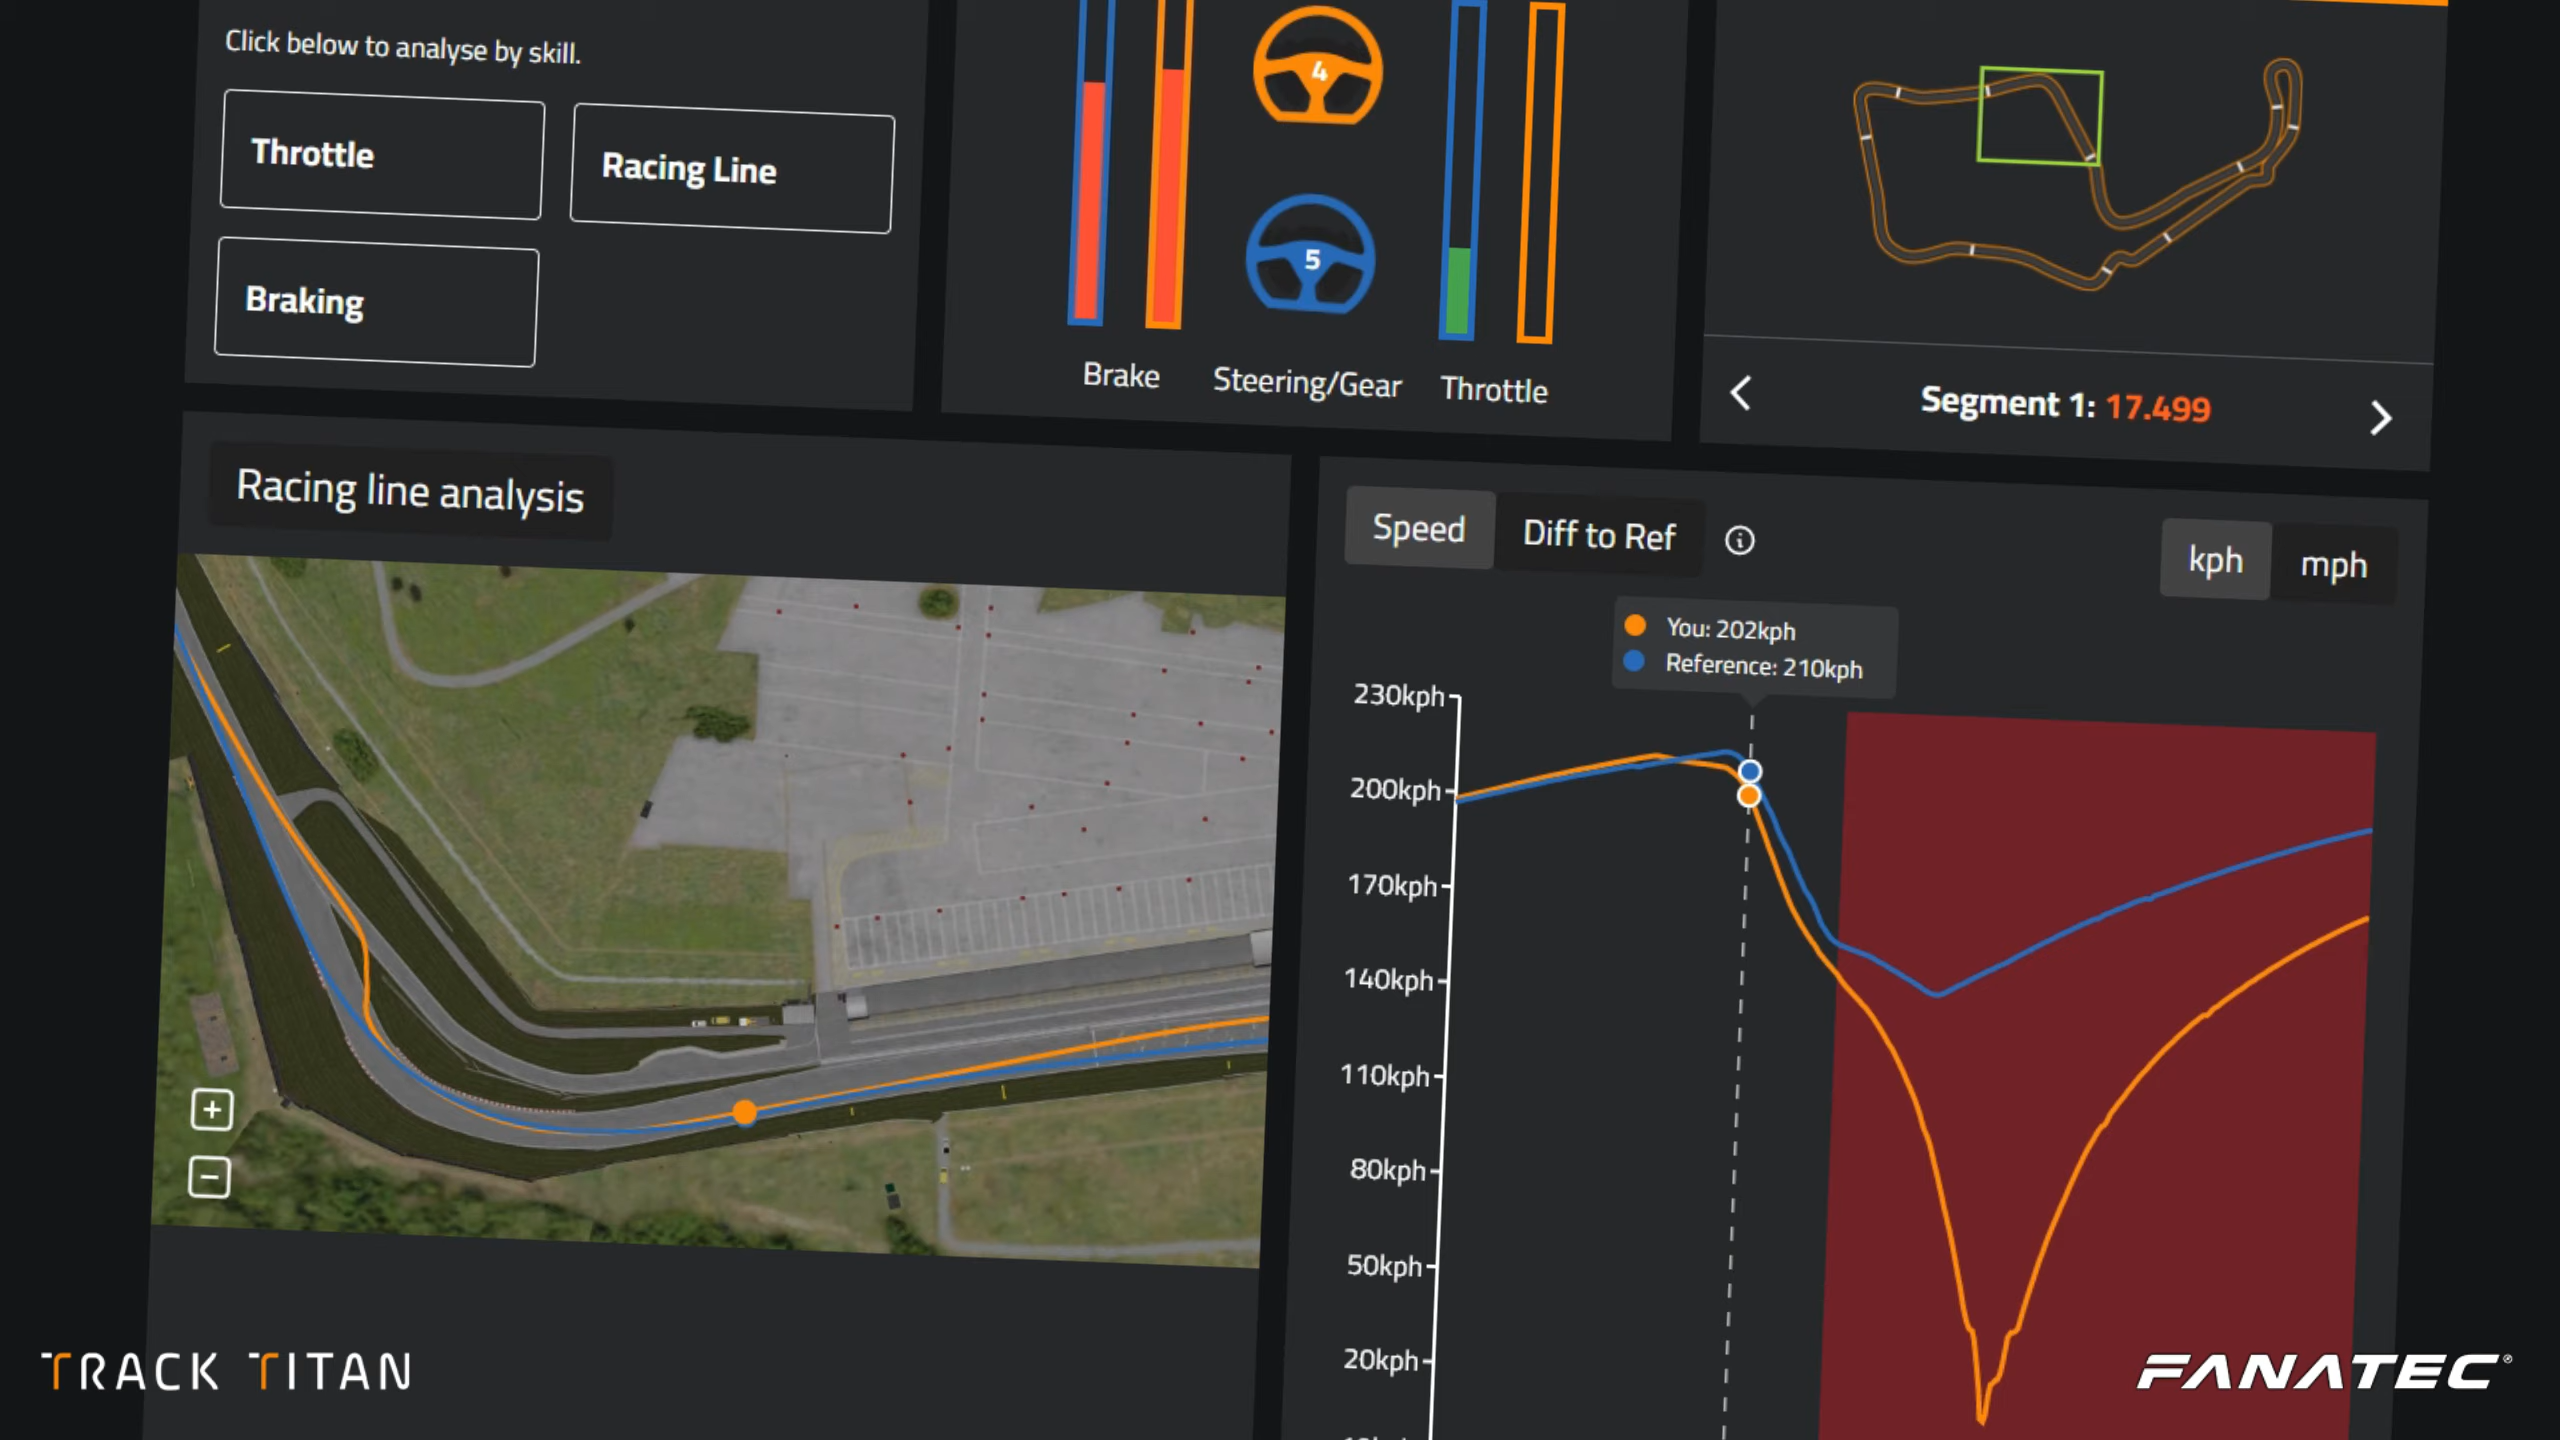 Click below to analyse by skill.
Throttle
Racing Line
Braking
4
5
Brake
Steering/Gear
Throttle
Segment 1: 17.499
Racing line analysis
Speed
Diff to Ref
kph
mph
You: 202kph
Reference: 210kph
230kph
200kph
170kph
140kph
110kph
80kph
50kph
20kph
+
−
TRACK TITAN
FANATEC